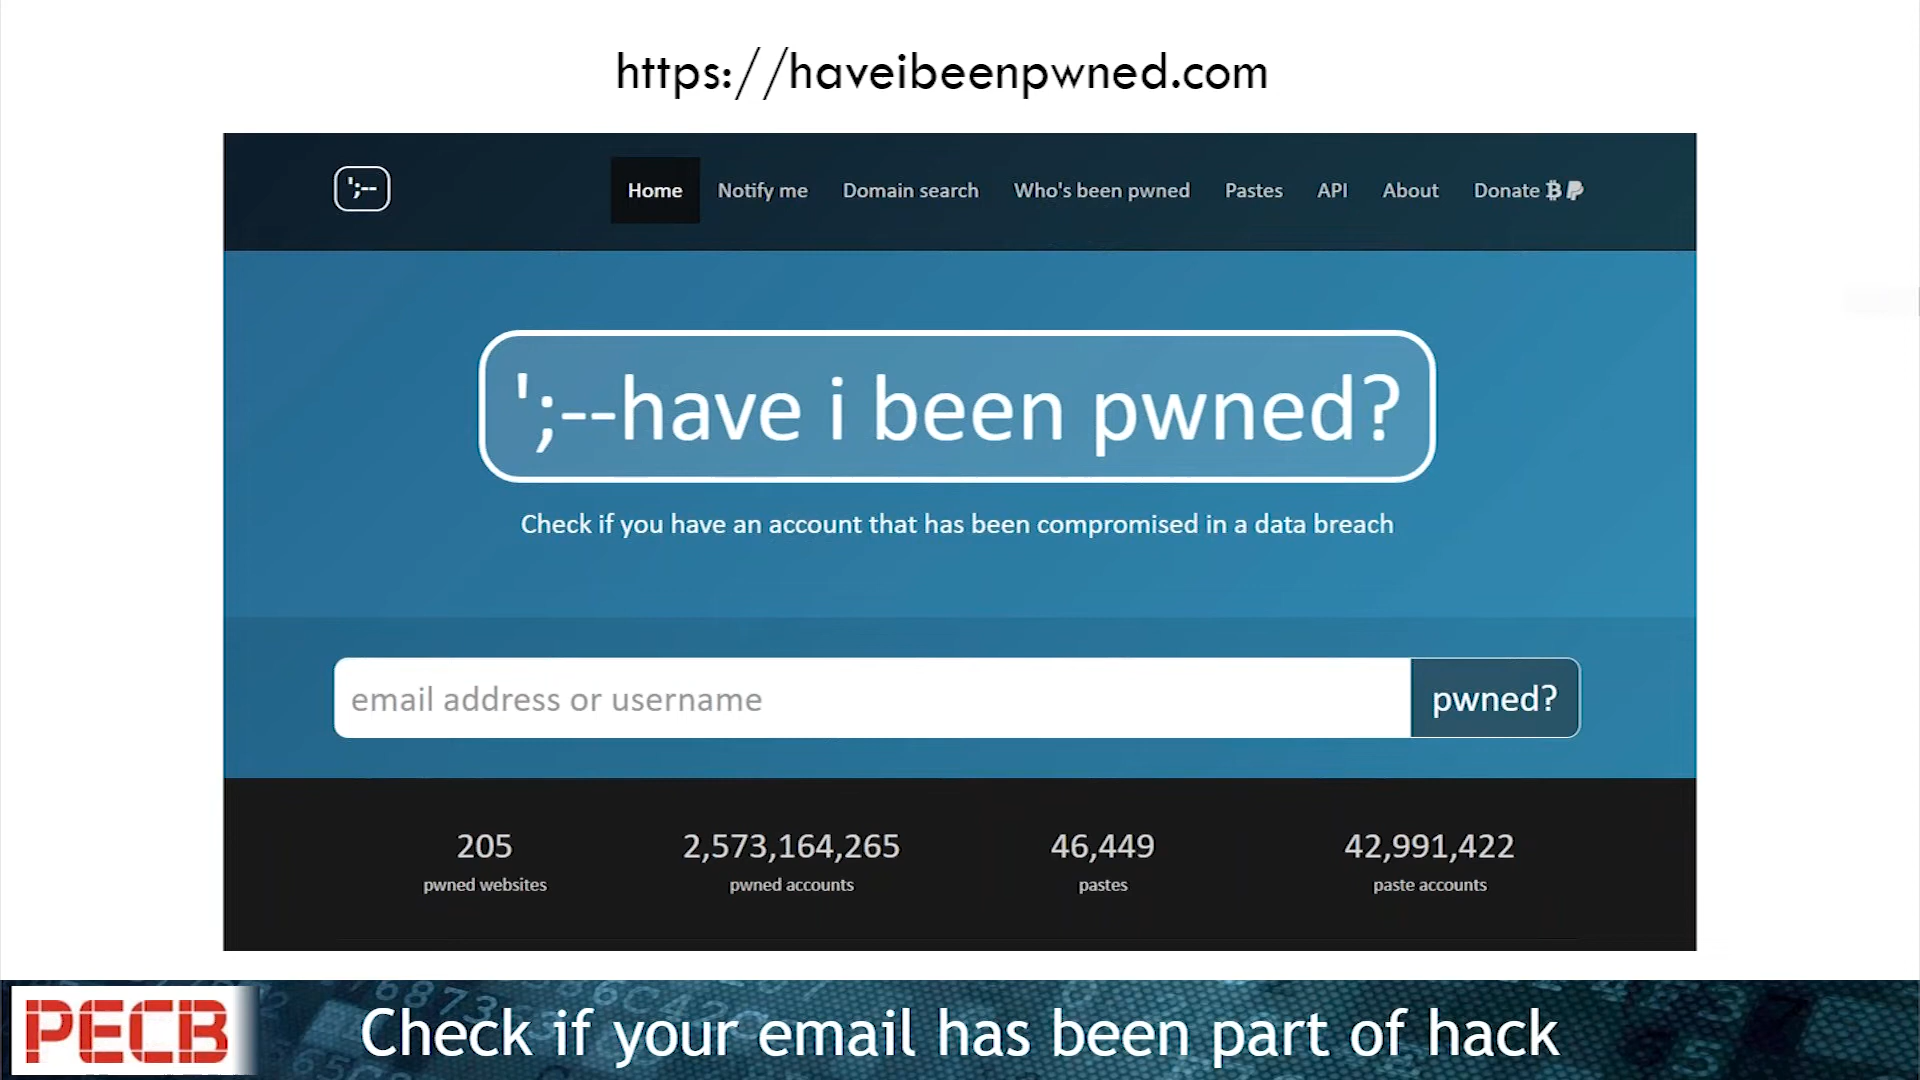 https://haveibeenpwned.com
';--
Home Notify me Domain search Who's been pwned Pastes API About Donate
';--have i been pwned?
Check if you have an account that has been compromised in a data breach
email address or username pwned?
205 2,573,164,265 46,449 42,991,422
pwned websites pwned accounts pastes paste accounts
PECB
Check if your email has been part of hack